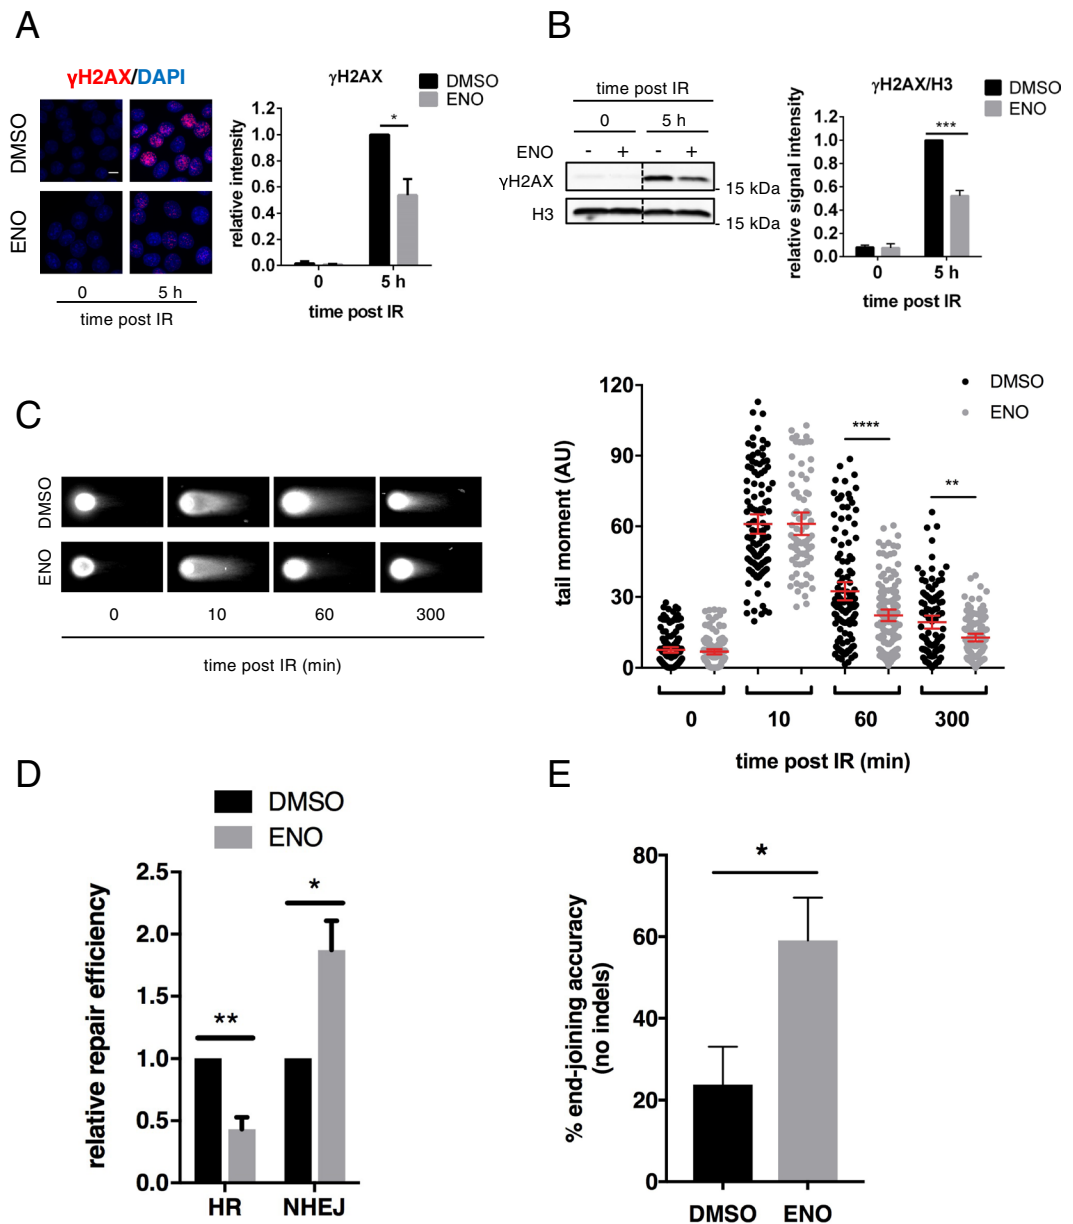 A
γH2AX/DAPI
DMSO
ENO
0
5 h
time post IR
γH2AX
DMSO
ENO
relative intensity
1.2
1.0
0.8
0.6
0.4
0.2
0.0
*
0
5 h
time post IR
B
time post IR
0
5 h
ENO
-
+
-
+
γH2AX
- 15 kDa
H3
- 15 kDa
γH2AX/H3
DMSO
ENO
relative signal intensity
1.2
1.0
0.8
0.6
0.4
0.2
0.0
***
0
5 h
time post IR
C
DMSO
ENO
0
10
60
300
time post IR (min)
DMSO
ENO
tail moment (AU)
120
90
60
30
0
****
**
0
10
60
300
time post IR (min)
D
DMSO
ENO
relative repair efficiency
2.5
2.0
1.5
1.0
0.5
0.0
**
*
HR
NHEJ
E
% end-joining accuracy
(no indels)
80
60
40
20
0
*
DMSO
ENO